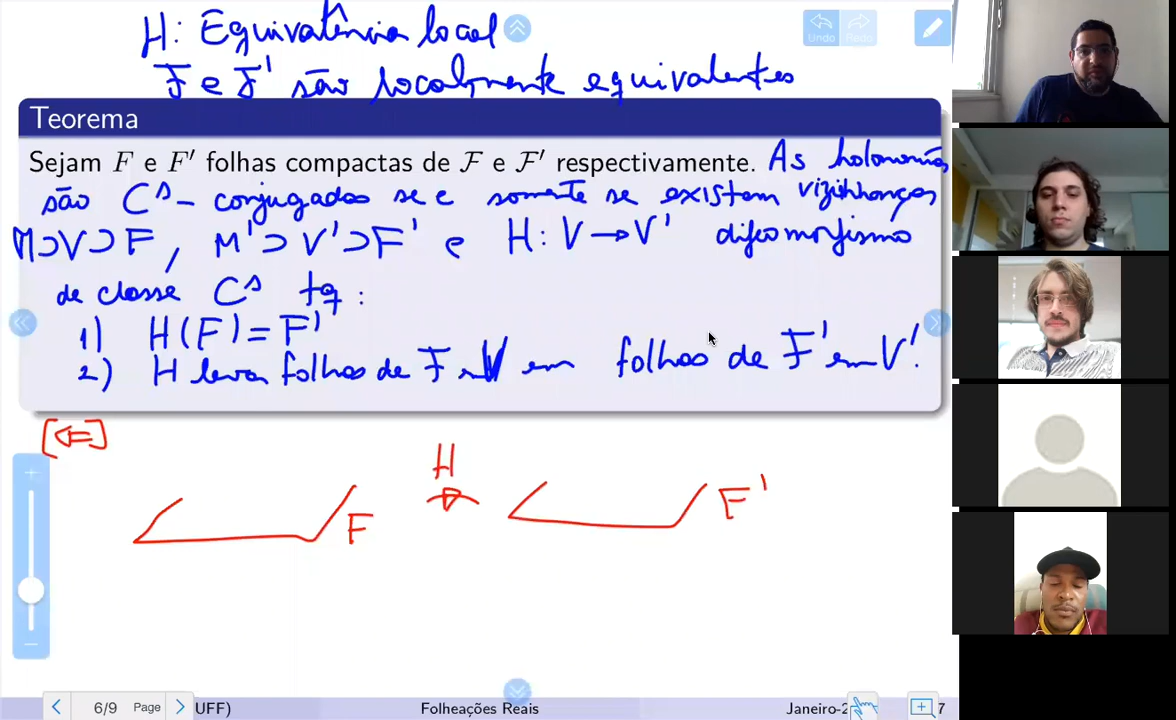 H: Equivalência local
F e F' são localmente equivalentes
Undo Redo
Teorema
Sejam F e F' folhas compactas de F e F' respectivamente. As holonomias
são C^s - conjugadas se e somente se existem vizinhanças
M⊃V⊃F, M'⊃V'⊃F' e H: V→V' difeomorfismo
de classe C^s tq:
1) H(F)=F'
2) H leva folhas de F em V em folhas de F' em V'.
[⇐]
H
F F'
6/9 Page UFF) Folheações Reais Janeiro-2 7